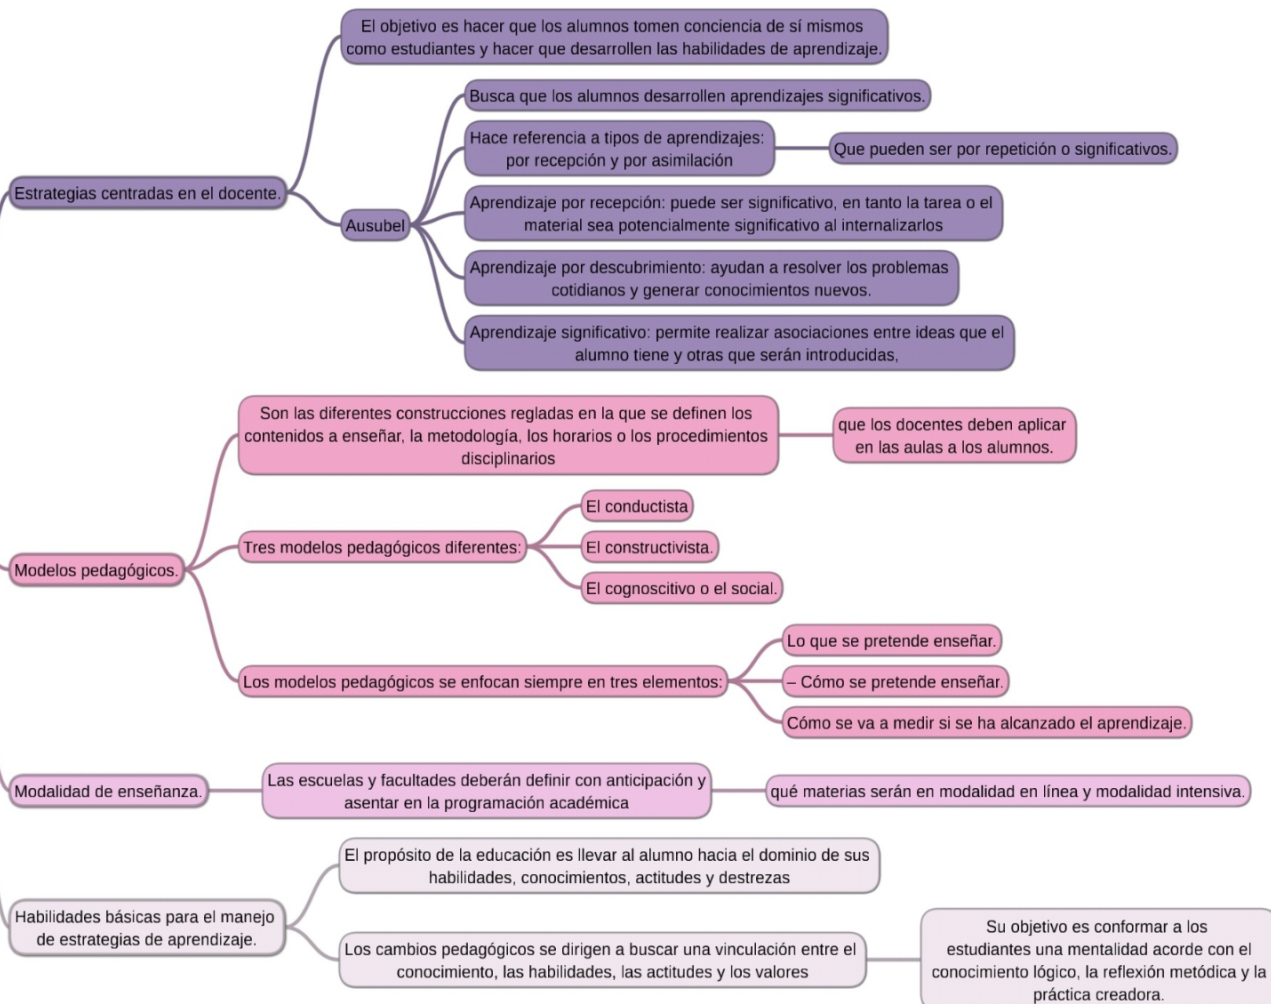 El objetivo es hacer que los alumnos tomen conciencia de sí mismos
como estudiantes y hacer que desarrollen las habilidades de aprendizaje.
Estrategias centradas en el docente.
Ausubel
Busca que los alumnos desarrollen aprendizajes significativos.
Hace referencia a tipos de aprendizajes:
por recepción y por asimilación
Que pueden ser por repetición o significativos.
Aprendizaje por recepción: puede ser significativo, en tanto la tarea o el
material sea potencialmente significativo al internalizarlos
Aprendizaje por descubrimiento: ayudan a resolver los problemas
cotidianos y generar conocimientos nuevos.
Aprendizaje significativo: permite realizar asociaciones entre ideas que el
alumno tiene y otras que serán introducidas,
Modelos pedagógicos.
Son las diferentes construcciones regladas en la que se definen los
contenidos a enseñar, la metodología, los horarios o los procedimientos
disciplinarios
que los docentes deben aplicar
en las aulas a los alumnos.
Tres modelos pedagógicos diferentes:
El conductista
El constructivista.
El cognoscitivo o el social.
Los modelos pedagógicos se enfocan siempre en tres elementos:
Lo que se pretende enseñar.
– Cómo se pretende enseñar.
Cómo se va a medir si se ha alcanzado el aprendizaje.
Modalidad de enseñanza.
Las escuelas y facultades deberán definir con anticipación y
asentar en la programación académica
qué materias serán en modalidad en línea y modalidad intensiva.
Habilidades básicas para el manejo
de estrategias de aprendizaje.
El propósito de la educación es llevar al alumno hacia el dominio de sus
habilidades, conocimientos, actitudes y destrezas
Los cambios pedagógicos se dirigen a buscar una vinculación entre el
conocimiento, las habilidades, las actitudes y los valores
Su objetivo es conformar a los
estudiantes una mentalidad acorde con el
conocimiento lógico, la reflexión metódica y la
práctica creadora.